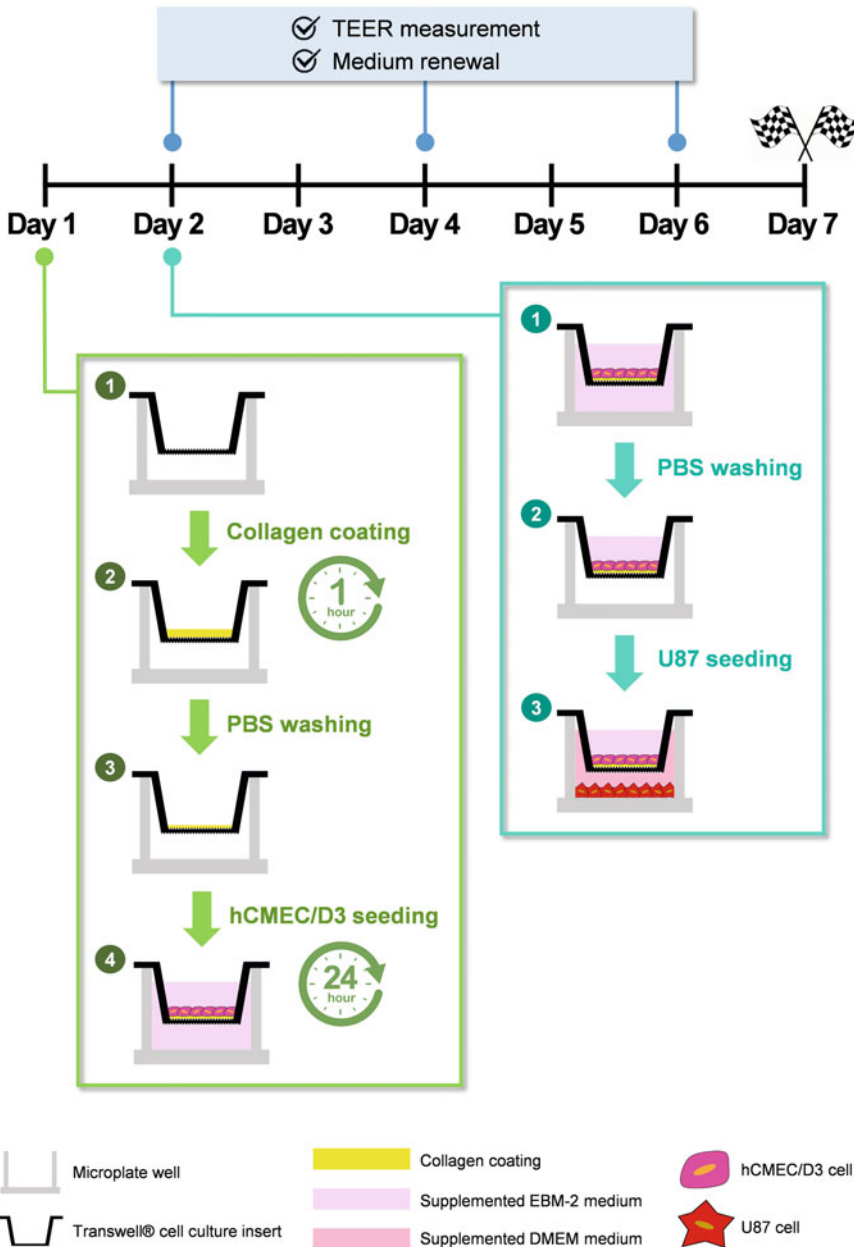 TEER measurement
Medium renewal
Day 1 Day 2 Day 3 Day 4 Day 5 Day 6 Day 7
1
Collagen coating
2
1
hour
PBS washing
3
hCMEC/D3 seeding
4
24
hour
1
PBS washing
2
U87 seeding
3
Microplate well
Transwell® cell culture insert
Collagen coating
Supplemented EBM-2 medium
Supplemented DMEM medium
hCMEC/D3 cell
U87 cell